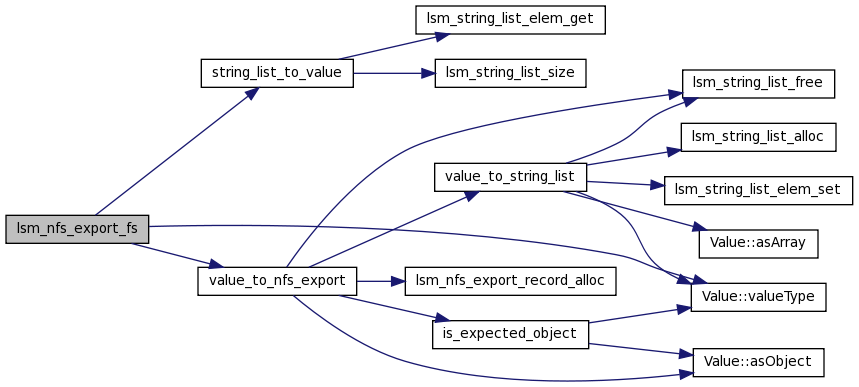 lsm_string_list_elem_get
string_list_to_value
lsm_string_list_size
lsm_string_list_free
lsm_string_list_alloc
value_to_string_list
lsm_string_list_elem_set
lsm_nfs_export_fs
Value::asArray
value_to_nfs_export
lsm_nfs_export_record_alloc
Value::valueType
is_expected_object
Value::asObject